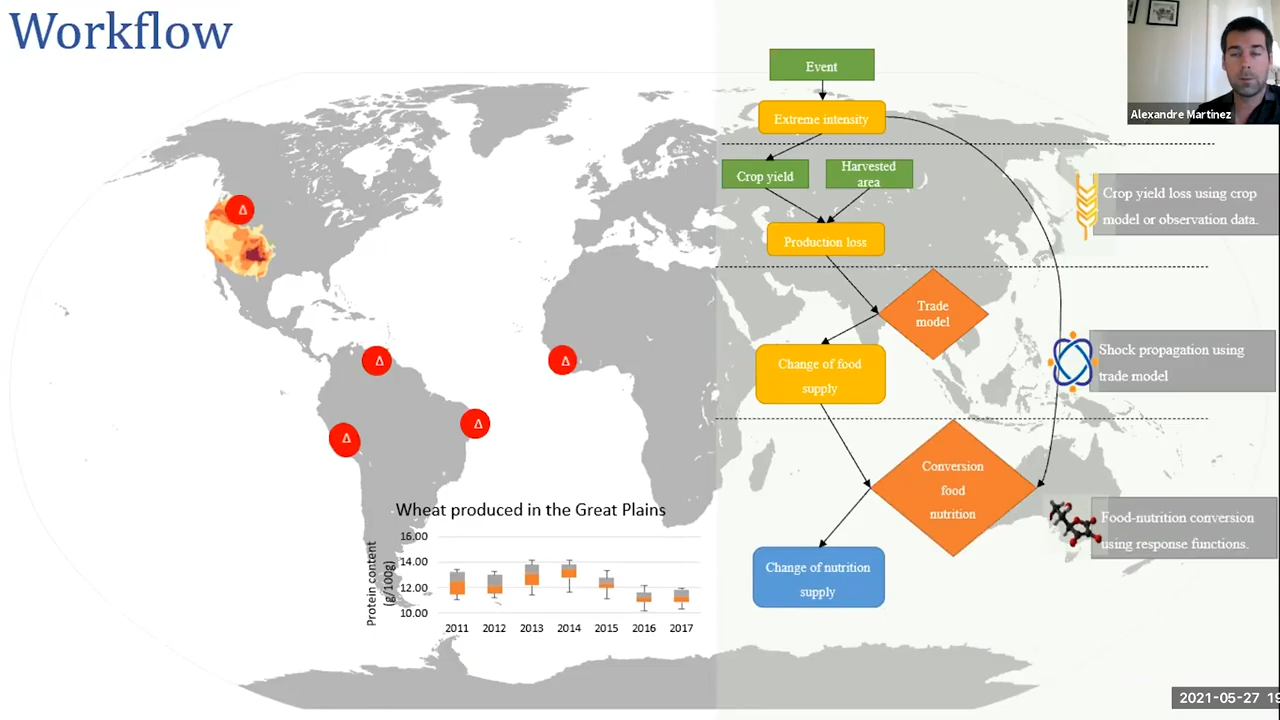 Workflow
Alexandre Martinez
Event
Extreme intensity
Crop yield
Harvested
area
Production loss
Crop yield loss using crop
model or observation data.
Trade
model
Change of food
supply
Shock propagation using
trade model
Conversion
food
nutrition
Food-nutrition conversion
using response functions.
Change of nutrition
supply
Δ
Δ
Δ
Δ
Δ
Wheat produced in the Great Plains
Protein content
(g/100g)
16.00
14.00
12.00
10.00
2011 2012 2013 2014 2015 2016 2017
2021-05-27 19